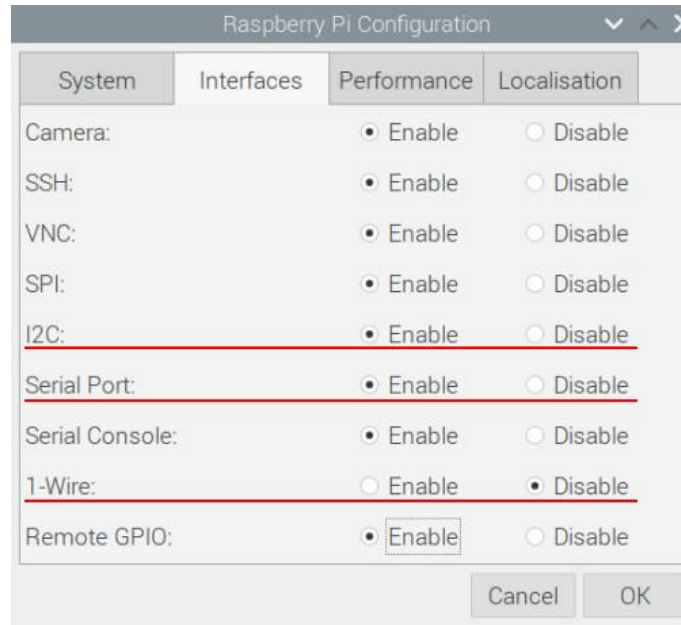 Raspberry Pi Configuration
System Interfaces Performance Localisation
Camera: Enable Disable
SSH: Enable Disable
VNC: Enable Disable
SPI: Enable Disable
I2C: Enable Disable
Serial Port: Enable Disable
Serial Console: Enable Disable
1-Wire: Enable Disable
Remote GPIO: Enable Disable
Cancel OK